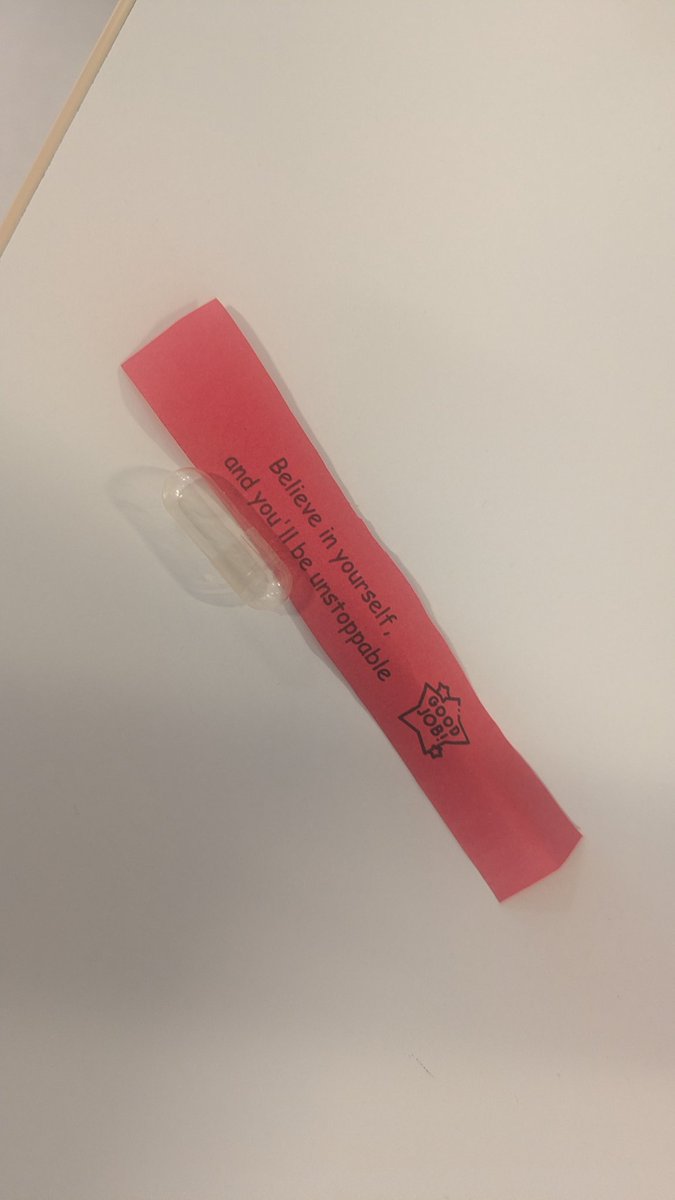 Believe in yourself,
and you'll be unstoppable
GOOD
JOB!